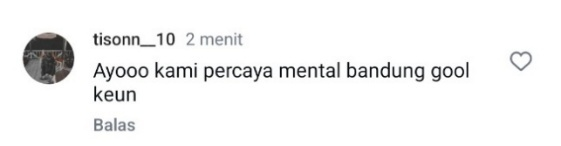 tisonn__10 2 menit
Ayooo kami percaya mental bandung gool
keun
Balas